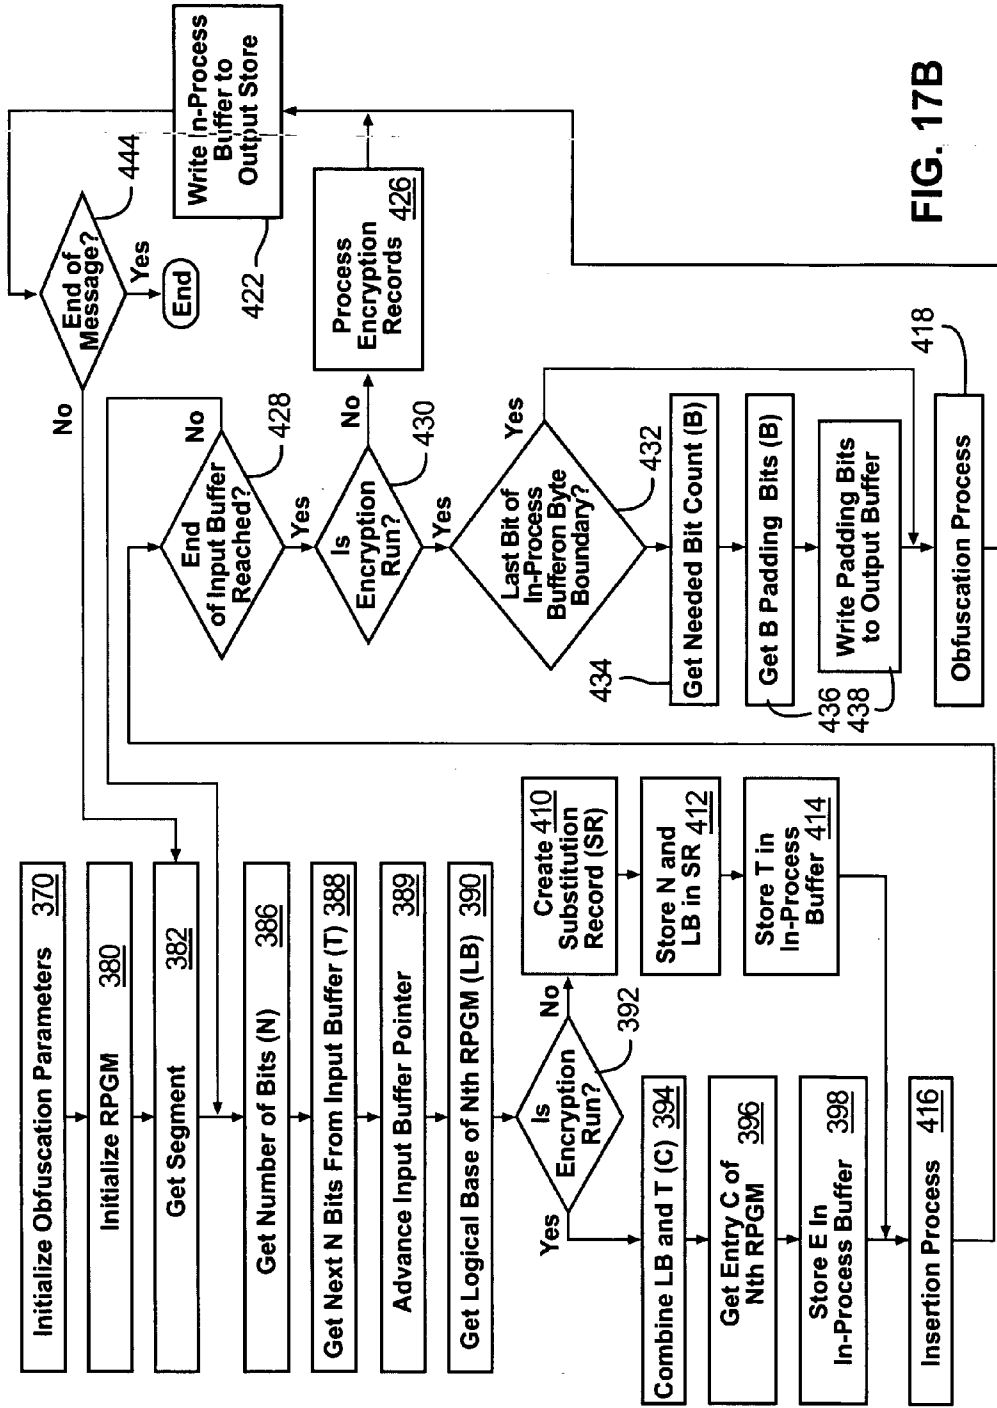 Initialize Obfuscation Parameters 370
Initialize RPGM 380
Get Segment 382
Get Number of Bits (N) 386
Get Next N Bits From Input Buffer (T) 388
Advance Input Buffer Pointer 389
Get Logical Base of Nth RPGM (LB) 390
Is
Encryption
Run?
392
Yes
No
Combine LB and T (C) 394
Get Entry C of
Nth RPGM 396
Store E In
In-Process Buffer 398
Insertion Process 416
Create 410
Substitution
Record (SR)
Store N and
LB in SR 412
Store T in
In-Process
Buffer 414
End
of Input Buffer
Reached?
428
No
Yes
Is
Encryption
Run?
430
No
Yes
Process
Encryption
Records 426
Last Bit of
In-Process
Bufferon Byte
Boundary?
432
Yes
434
Get Needed Bit Count (B)
Get B Padding Bits (B)
436
Write Padding Bits
to Output Buffer
438
Obfuscation Process
418
Write In-Process
Buffer to
Output Store
422
End of
Message?
444
No
Yes
End
FIG. 17B